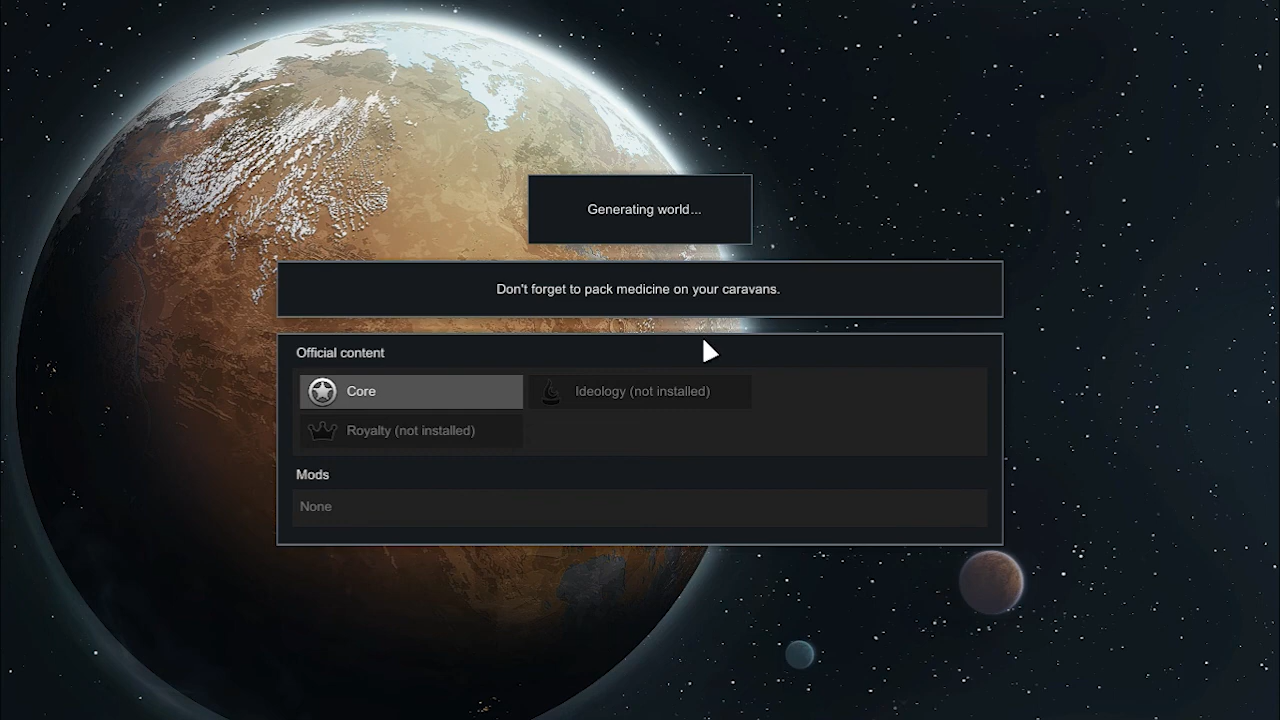 Generating world...
Don't forget to pack medicine on your caravans.
Official content
Core
Ideology (not installed)
Royalty (not installed)
Mods
None